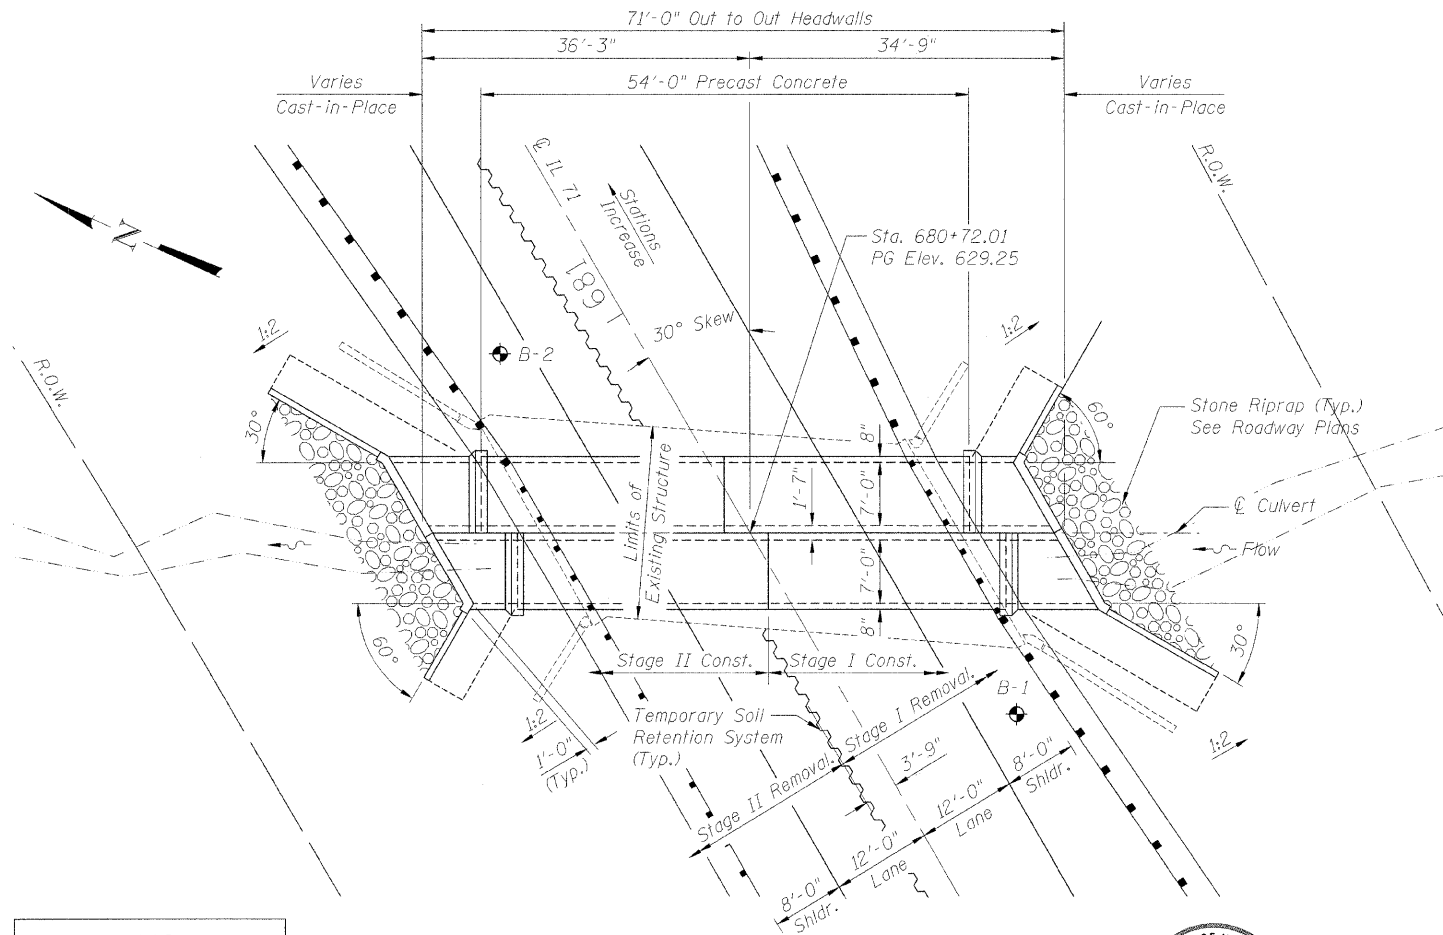 71'-0" Out to Out Headwalls
36'-3"
34'-9"
Varies
Cast-in-Place
54'-0" Precast Concrete
Varies
Cast-in-Place
℄ IL 71
Stations
Increase
R.O.W.
N
681
Sta. 680+72.01
PG Elev. 629.25
30° Skew
1:2
1:2
B-2
R.O.W.
30°
60°
Stone Riprap (Typ.)
See Roadway Plans
8"
1'-7"
7'-0"
Limits of
Existing Structure
℄ Culvert
Flow
7'-0"
8"
60°
30°
Stage II Const.
Stage I Const.
B-1
1:2
1'-0"
(Typ.)
Temporary Soil
Retention System
(Typ.)
Stage I Removal
Stage II Removal
3'-9"
1:2
8'-0"
Shldr.
12'-0"
Lane
12'-0"
Lane
8'-0"
Shldr.